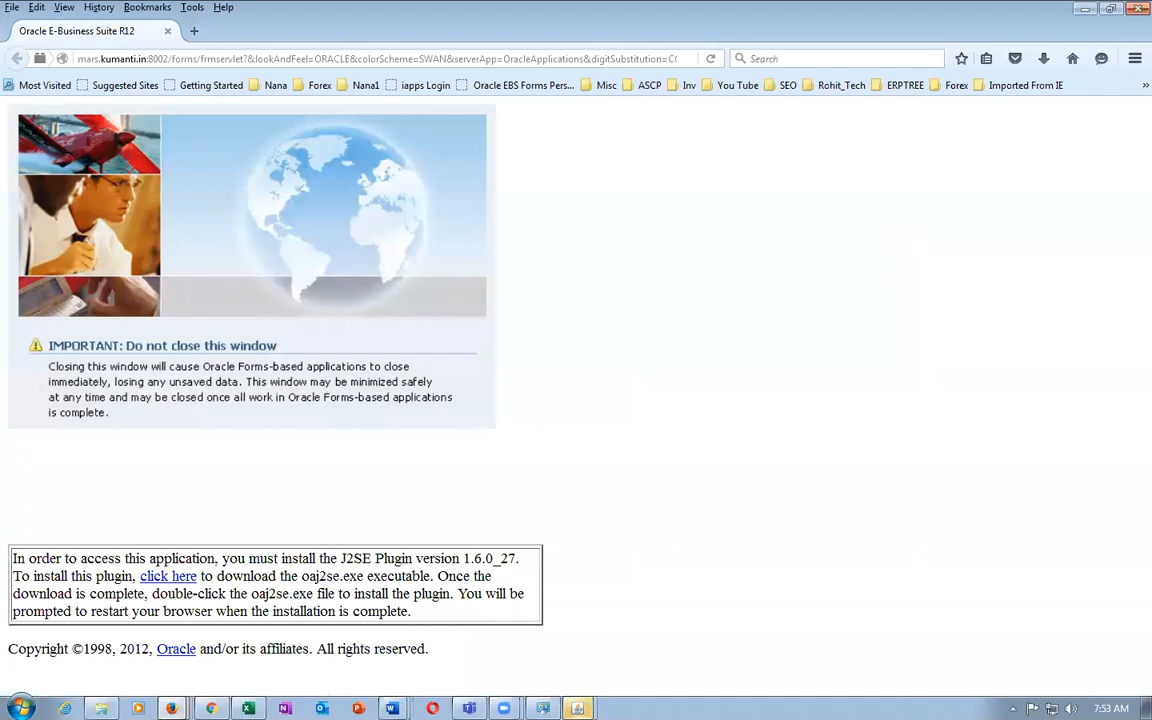 File Edit View History Bookmarks Tools Help
Oracle E-Business Suite R12
mars.kumanti.in:8002/forms/frmservlet?&lookAndFeel=ORACLE&colorScheme=SWAN&serverApp=OracleApplications&digitSubstitution=C
Search
Most Visited Suggested Sites Getting Started Nana Forex Nana1 iapps Login Oracle EBS Forms Pers... Misc ASCP Inv You Tube SEO Rohit_Tech ERPTREE Forex Imported From IE
IMPORTANT: Do not close this window
Closing this window will cause Oracle Forms-based applications to close
immediately, losing any unsaved data. This window may be minimized safely
at any time and may be closed once all work in Oracle Forms-based applications
is complete.
In order to access this application, you must install the J2SE Plugin version 1.6.0_27.
To install this plugin, click here to download the oaj2se.exe executable. Once the
download is complete, double-click the oaj2se.exe file to install the plugin. You will be
prompted to restart your browser when the installation is complete.
Copyright ©1998, 2012, Oracle and/or its affiliates. All rights reserved.
7:53 AM